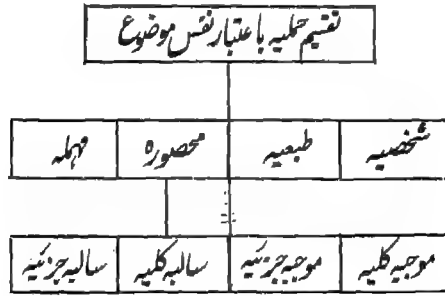 تقسیم حملیہ باعتبار نفس موضوع
شخصیہ طبعیہ محصورہ مہملہ
موجبہ کلیہ موجبہ جزئیہ سالبہ کلیہ سالبہ جزئیہ